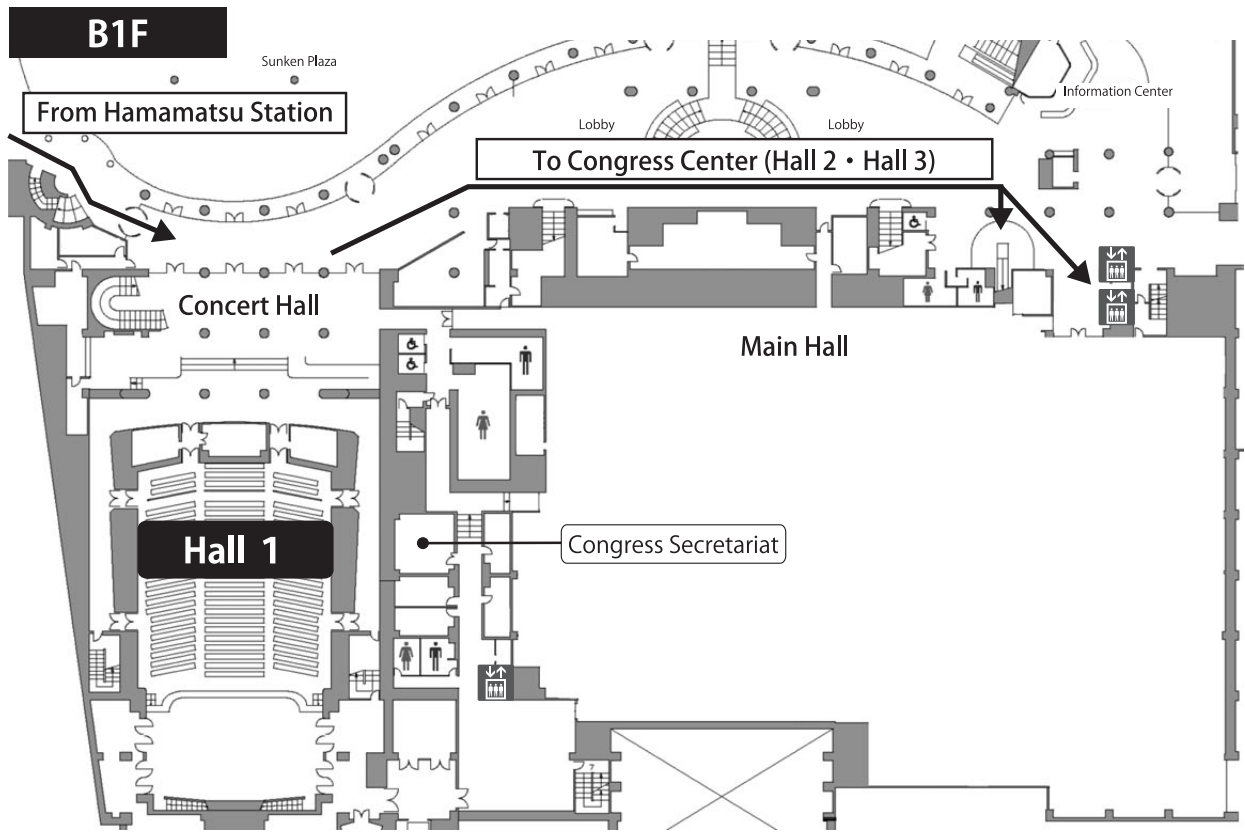 B1F
Sunken Plaza
From Hamamatsu Station
Information Center
Lobby
Lobby
To Congress Center (Hall 2・Hall 3)
Concert Hall
Main Hall
Hall 1
Congress Secretariat
7